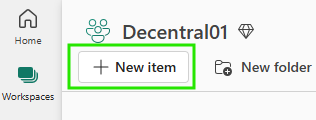 Home
Workspaces
Decentral01
New item
New folder